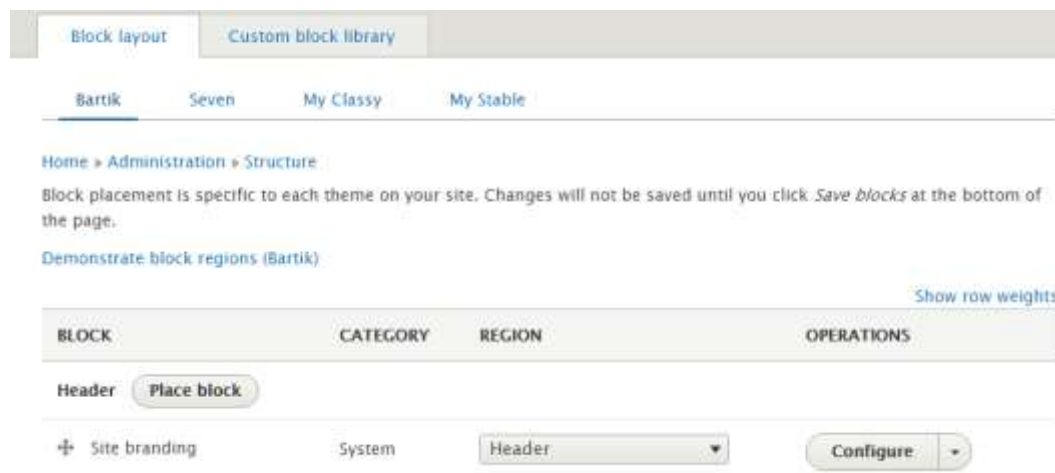 Block layout Custom block library
Bartik Seven My Classy My Stable
Home » Administration » Structure
Block placement is specific to each theme on your site. Changes will not be saved until you click Save blocks at the bottom of
the page.
Demonstrate block regions (Bartik)
Show row weights
BLOCK CATEGORY REGION OPERATIONS
Header Place block
Site branding System Header Configure